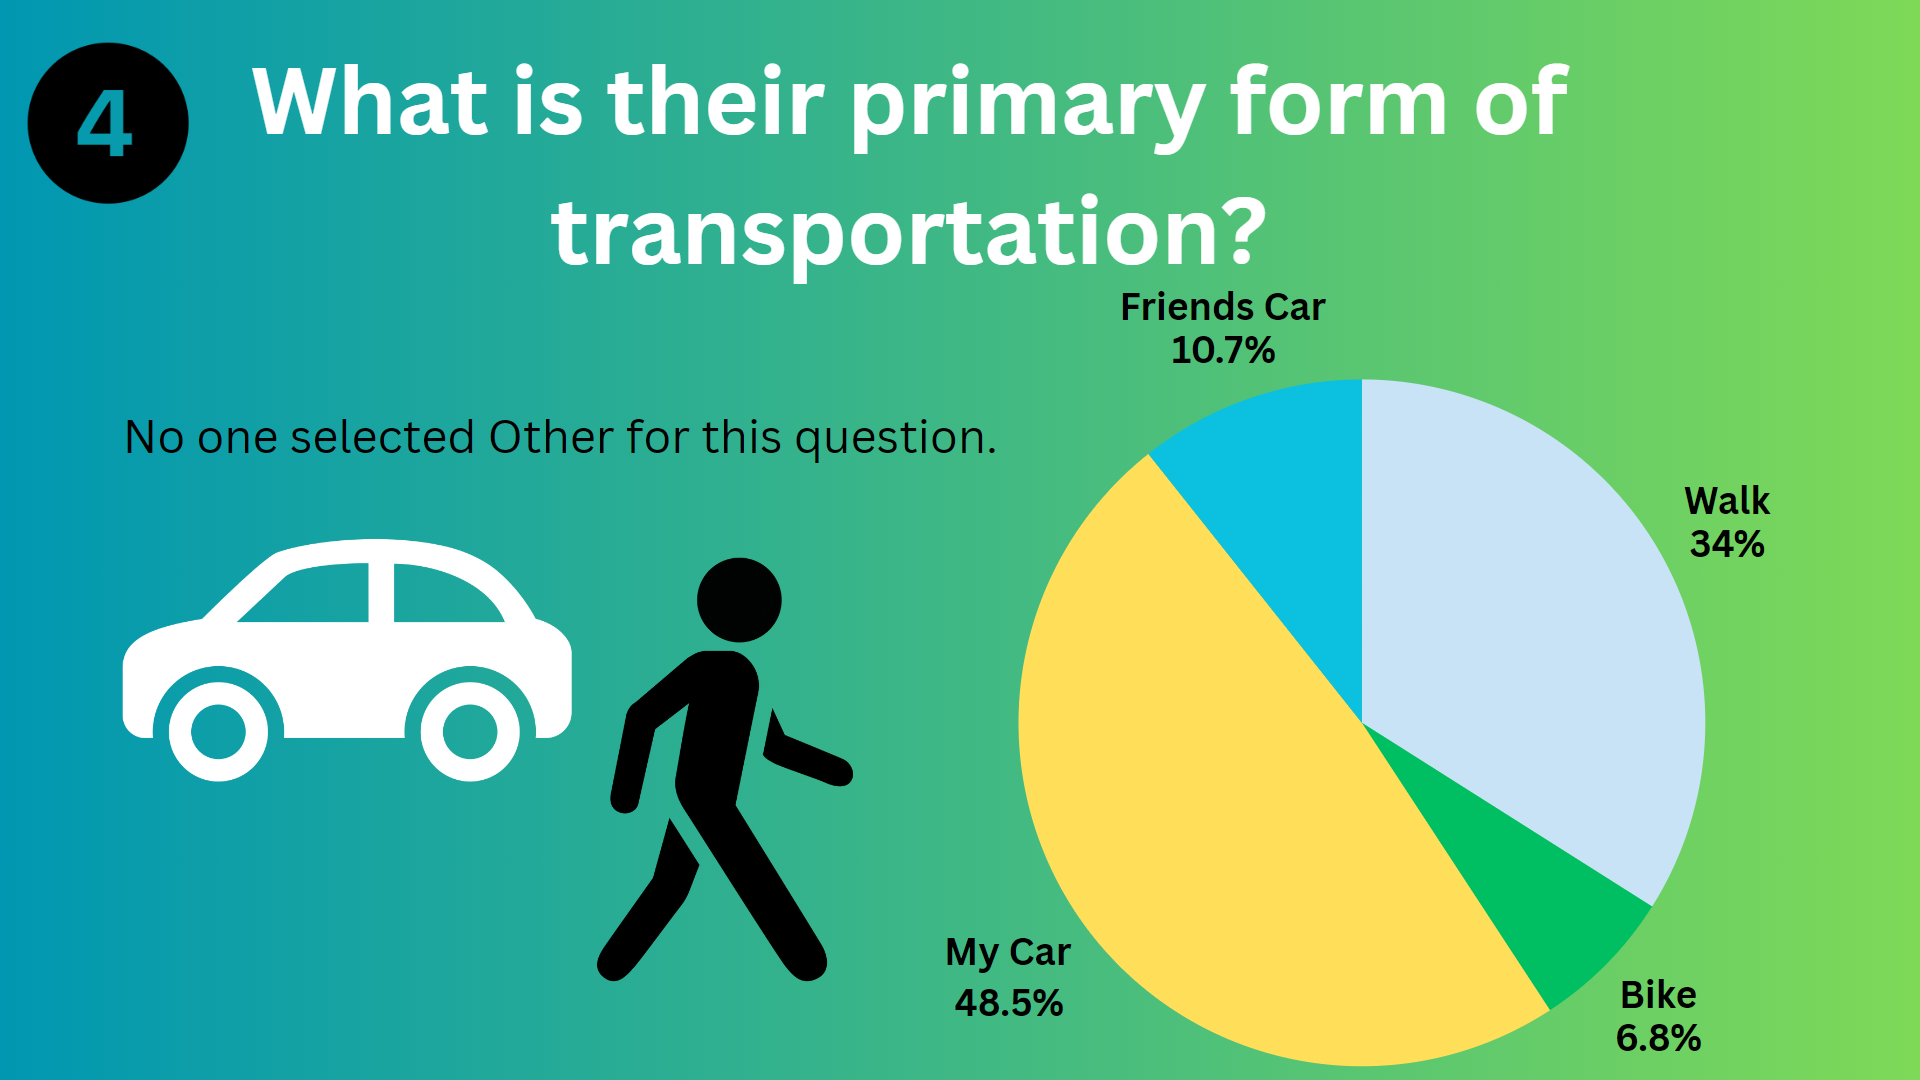 4
What is their primary form of
transportation?
Friends Car
10.7%
No one selected Other for this question.
Walk
34%
My Car
48.5%
Bike
6.8%